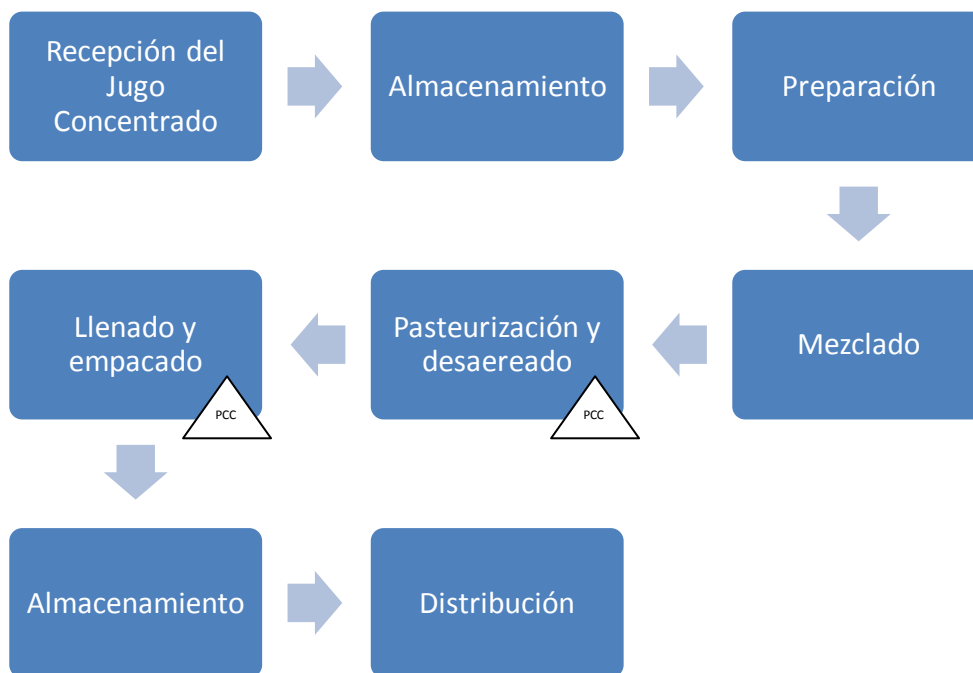 Recepción del
Jugo
Concentrado
Almacenamiento
Preparación
Mezclado
Pasteurización y
desaereado
PCC
Llenado y
empacado
PCC
Almacenamiento
Distribución